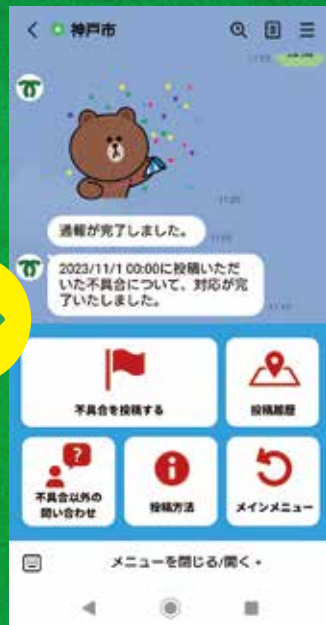 神戸市
通報が完了しました。
2023/11/1 00:00に投稿いただ
いた不具合について、対応が完
了いたしました。
不具合を投稿する
投稿履歴
不具合以外の
問い合わせ
投稿方法
メインメニュー
メニューを閉じる/開く